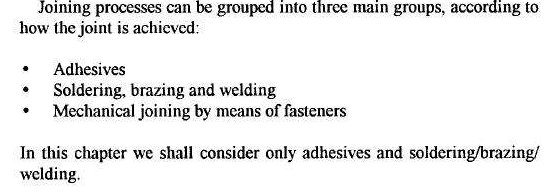 Joining processes can be grouped into three main groups, according to
how the joint is achieved:
• Adhesives
• Soldering, brazing and welding
• Mechanical joining by means of fasteners
In this chapter we shall consider only adhesives and soldering/brazing/
welding.